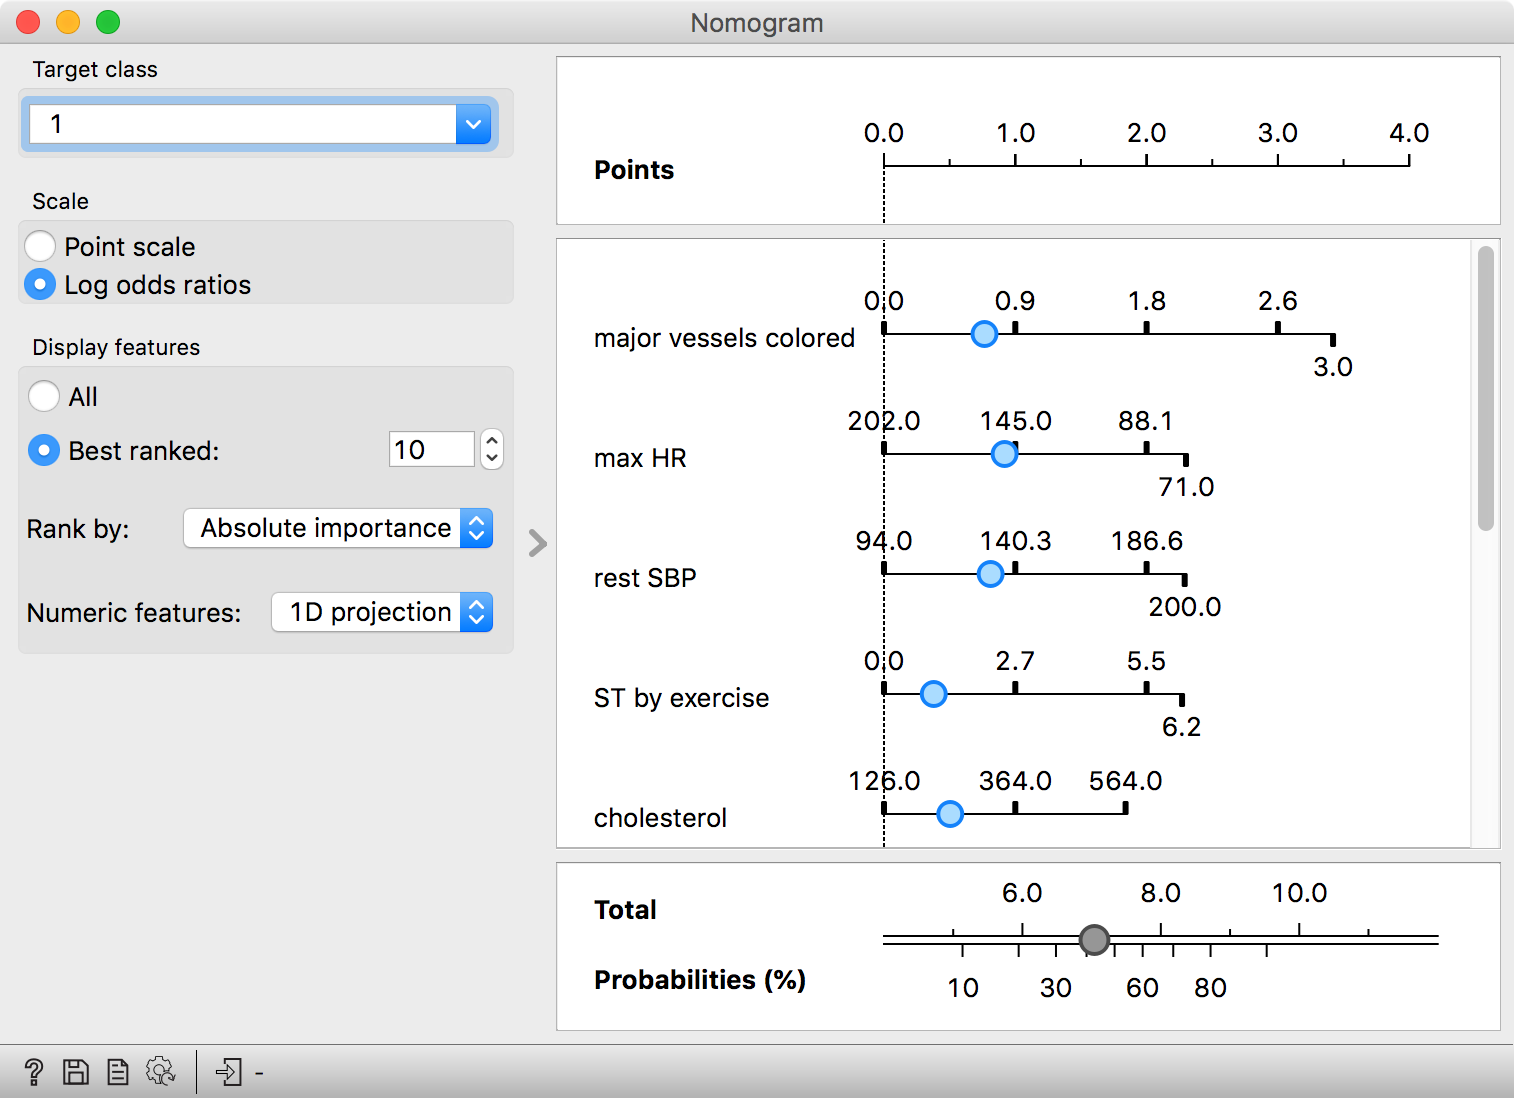 Nomogram
Target class
1
Scale
Point scale
Log odds ratios
Display features
All
Best ranked: 10
Rank by: Absolute importance
Numeric features: 1D projection
0.0 1.0 2.0 3.0 4.0
Points
0.0 0.9 1.8 2.6
major vessels colored
3.0
202.0 145.0 88.1
max HR
71.0
94.0 140.3 186.6
rest SBP
200.0
0.0 2.7 5.5
ST by exercise
6.2
126.0 364.0 564.0
cholesterol
6.0 8.0 10.0
Total
Probabilities (%)
10 30 60 80
? -